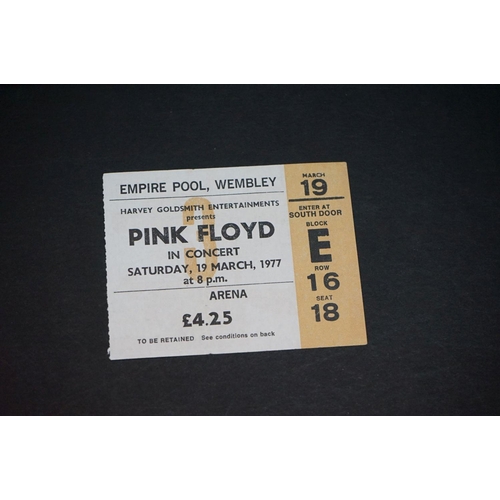 EMPIRE POOL, WEMBLEY
HARVEY GOLDSMITH ENTERTAINMENTS
presents
3
PINK FLOYD
IN CONCERT
SATURDAY, 19 MARCH, 1977
at 8 p.m.
ARENA
£4.25
TO BE RETAINED See conditions on back
MARCH
19
ENTER AT
SOUTH DOOR
BLOCK
E
ROW
16
SEAT
18